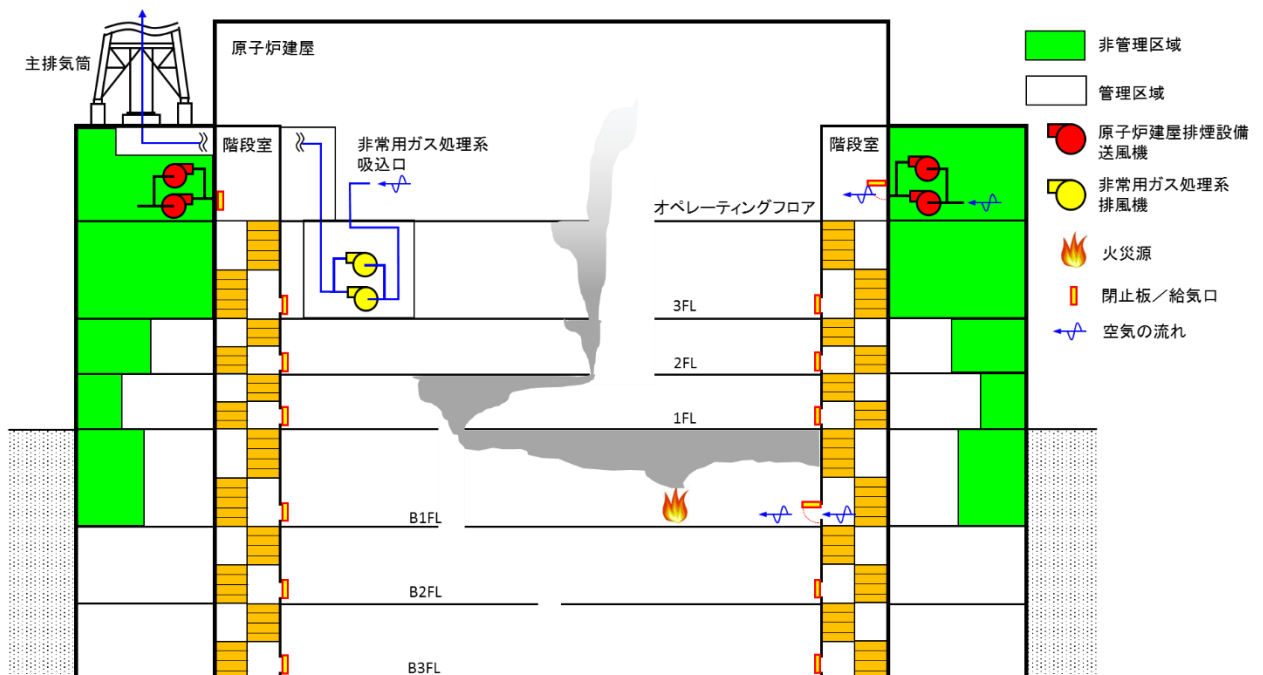 主排気筒
原子炉建屋
階段室
非常用ガス処理系
吸込口
オペレーティングフロア
階段室
3FL
2FL
1FL
B1FL
B2FL
B3FL
非管理区域
管理区域
原子炉建屋排煙設備
送風機
非常用ガス処理系
排風機
火災源
閉止板／給気口
空気の流れ